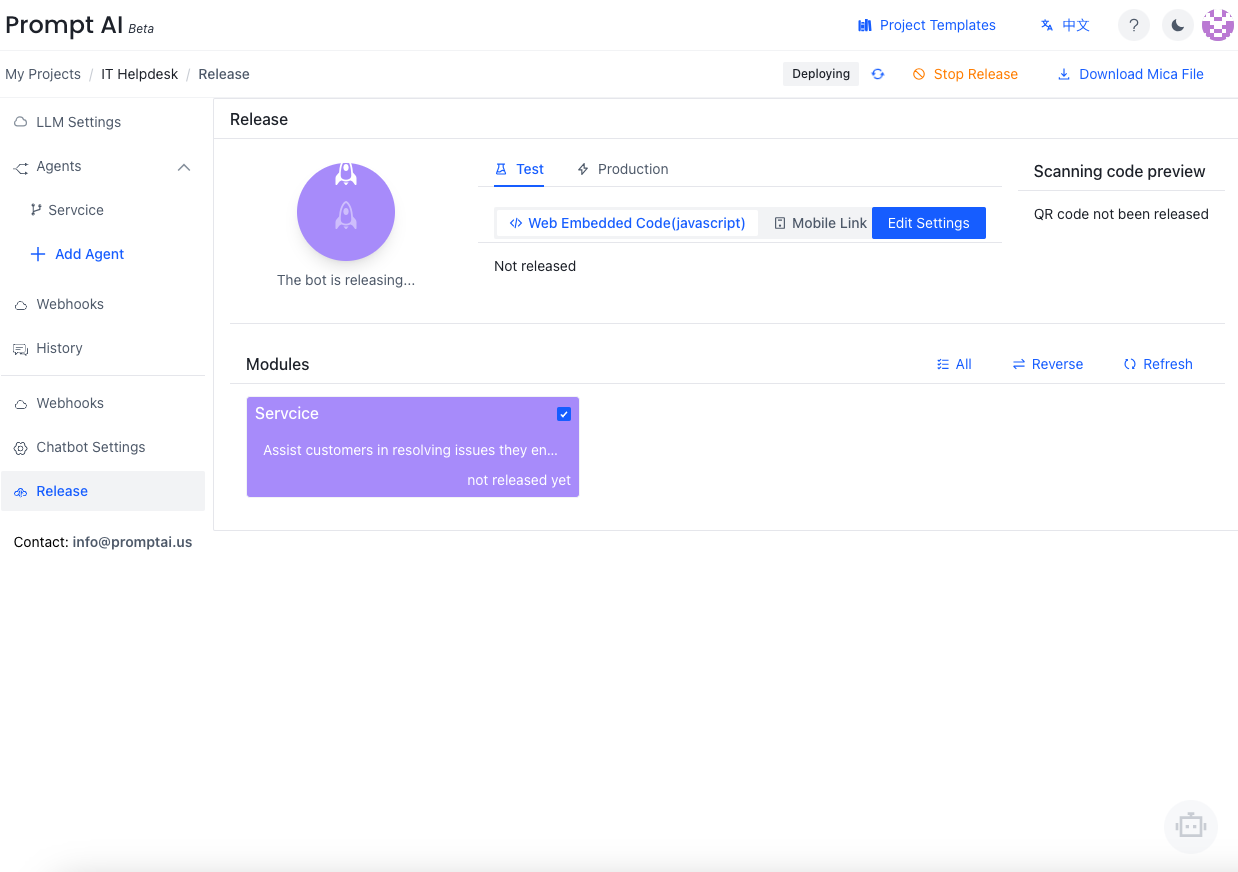 Prompt AI Beta
Project Templates
中文
?
My Projects / IT Helpdesk / Release
Deploying
Stop Release
Download Mica File
LLM Settings
Agents
Servcice
Add Agent
Webhooks
History
Webhooks
Chatbot Settings
Release
Contact: info@promptai.us
Release
The bot is releasing...
Test
Production
Web Embedded Code(javascript)
Mobile Link
Edit Settings
Not released
Scanning code preview
QR code not been released
Modules
All
Reverse
Refresh
Servcice
Assist customers in resolving issues they en...
not released yet